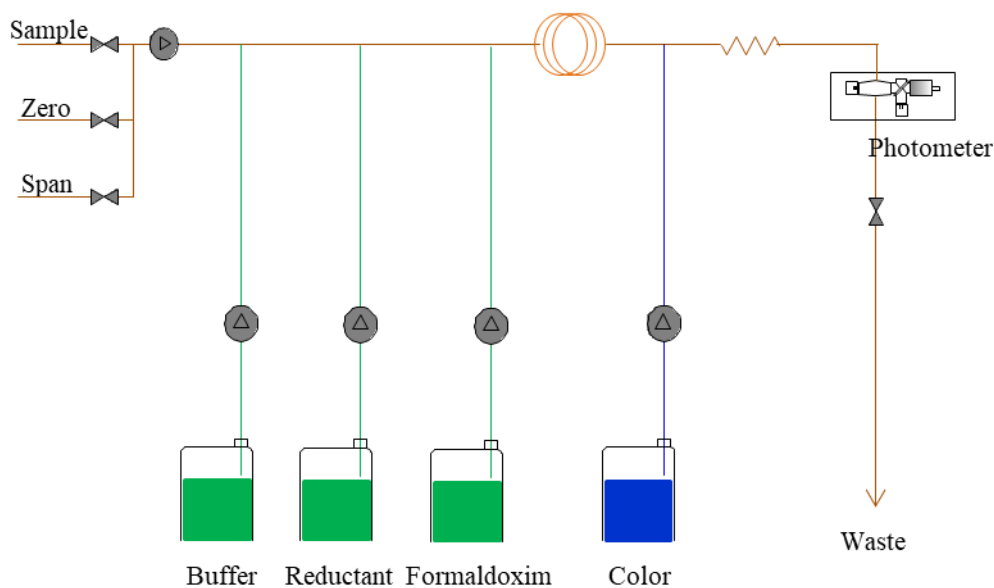 Sample
Zero
Span
Photometer
Waste
Buffer Reductant Formaldoxim Color